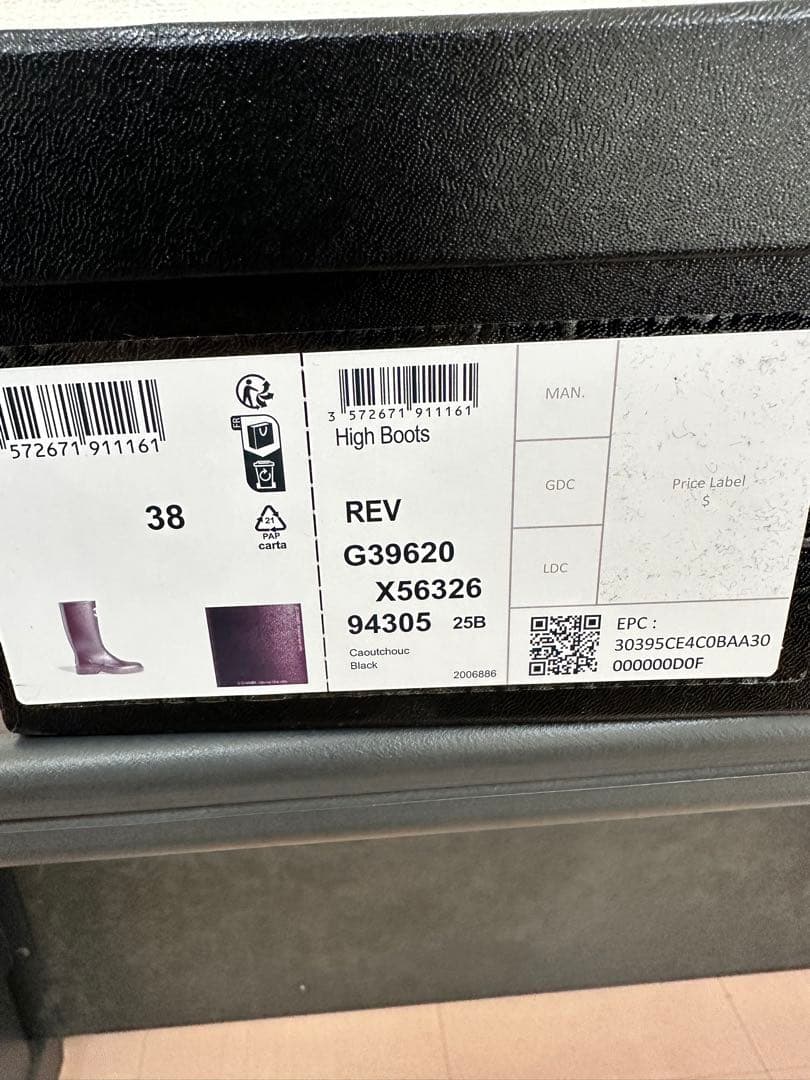 572671 911161
FR
38
21
PAP
carta
3 572671 911161
High Boots
REV
G39620
X56326
94305 25B
Caoutchouc
Black
2006886
MAN.
GDC
LDC
Price Label
$
EPC :
30395CE4C0BAA30
000000D0F